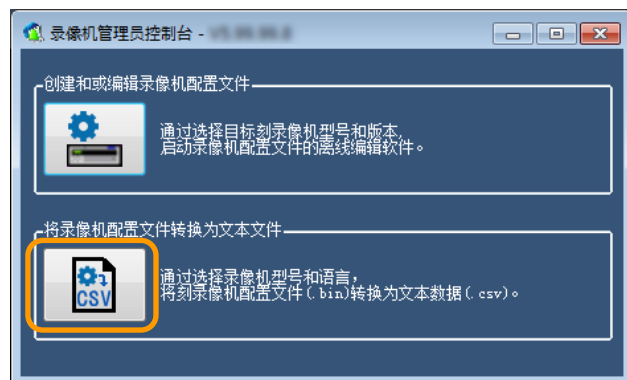 录像机管理员控制台 -
创建和或编辑录像机配置文件
通过选择目标刻录像机型号和版本,
启动录像机配置文件的离线编辑软件。
将录像机配置文件转换为文本文件
CSV
通过选择录像机型号和语言，
将刻录像机配置文件(.bin)转换为文本数据(.csv)。